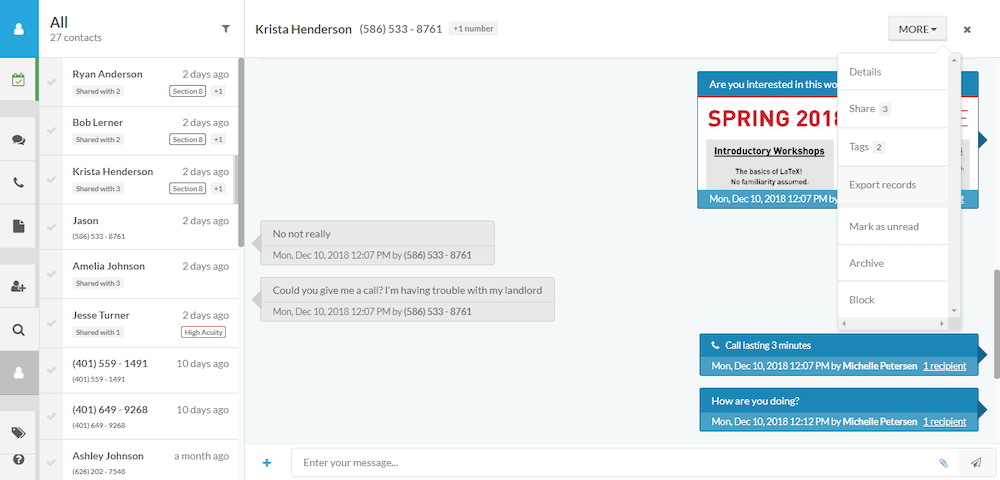 All
27 contacts
Ryan Anderson 2 days ago
Shared with 2 Section 8 +1
Bob Lerner 2 days ago
Shared with 2 Section 8 +1
Krista Henderson 2 days ago
Shared with 3 Section 8 +1
Jason 2 days ago
(586) 533 - 8761
Amelia Johnson 2 days ago
Shared with 3
Jesse Turner 2 days ago
Shared with 1 High Acuity
(401) 559 - 1491 10 days ago
(401) 559 - 1491
(401) 649 - 9268 10 days ago
(401) 649 - 9268
Ashley Johnson a month ago
(626) 202 - 7548
Krista Henderson (586) 533 - 8761 +1 number
MORE
Details
Share 3
Tags 2
Export records
Mark as unread
Archive
Block
Are you interested in this wo
SPRING 2018
Introductory Workshops
The basics of LaTeX!
No familiarity assumed.
Mon, Dec 10, 2018 12:07 PM by
No not really
Mon, Dec 10, 2018 12:07 PM by (586) 533 - 8761
Could you give me a call? I'm having trouble with my landlord
Mon, Dec 10, 2018 12:07 PM by (586) 533 - 8761
Call lasting 3 minutes
Mon, Dec 10, 2018 12:07 PM by Michelle Petersen 1 recipient
How are you doing?
Mon, Dec 10, 2018 12:12 PM by Michelle Petersen 1 recipient
Enter your message...